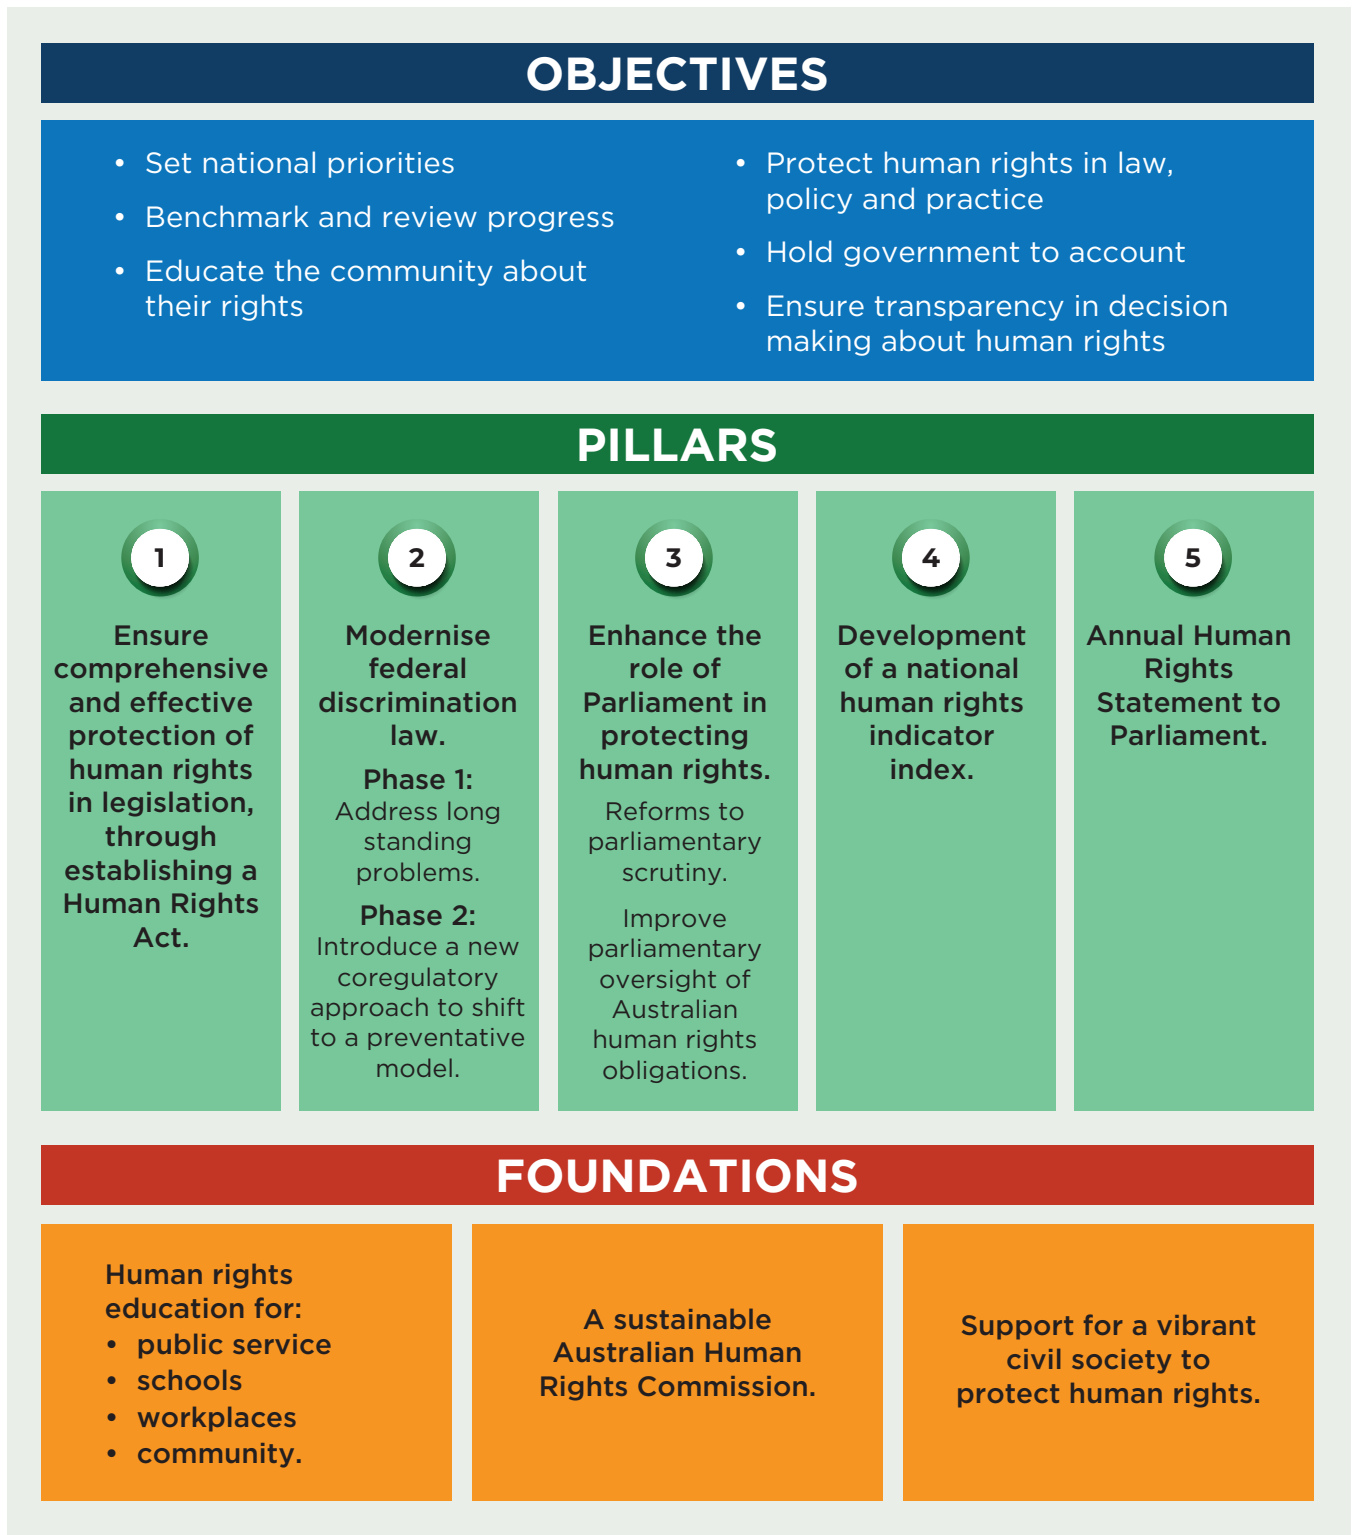 OBJECTIVES
• Set national priorities
• Benchmark and review progress
• Educate the community about
their rights
• Protect human rights in law,
policy and practice
• Hold government to account
• Ensure transparency in decision
making about human rights
PILLARS
1
Ensure
comprehensive
and effective
protection of
human rights
in legislation,
through
establishing a
Human Rights
Act.
2
Modernise
federal
discrimination
law.
Phase 1:
Address long
standing
problems.
Phase 2:
Introduce a new
coregulatory
approach to shift
to a preventative
model.
3
Enhance the
role of
Parliament in
protecting
human rights.
Reforms to
parliamentary
scrutiny.
Improve
parliamentary
oversight of
Australian
human rights
obligations.
4
Development
of a national
human rights
indicator
index.
5
Annual Human
Rights
Statement to
Parliament.
FOUNDATIONS
Human rights
education for:
• public service
• schools
• workplaces
• community.
A sustainable
Australian Human
Rights Commission.
Support for a vibrant
civil society to
protect human rights.